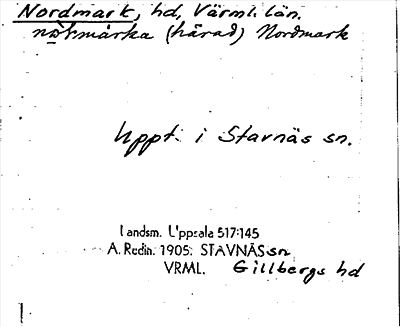 Nordmark, hd, Värml. län.
nờrmàrka (härad) Nordmark
Uppt. i Stavnäs sn.
Landsm. Uppsala 517:145
A. Redin. 1905. STAVNÄS sn
VRML. Gillbergs hd